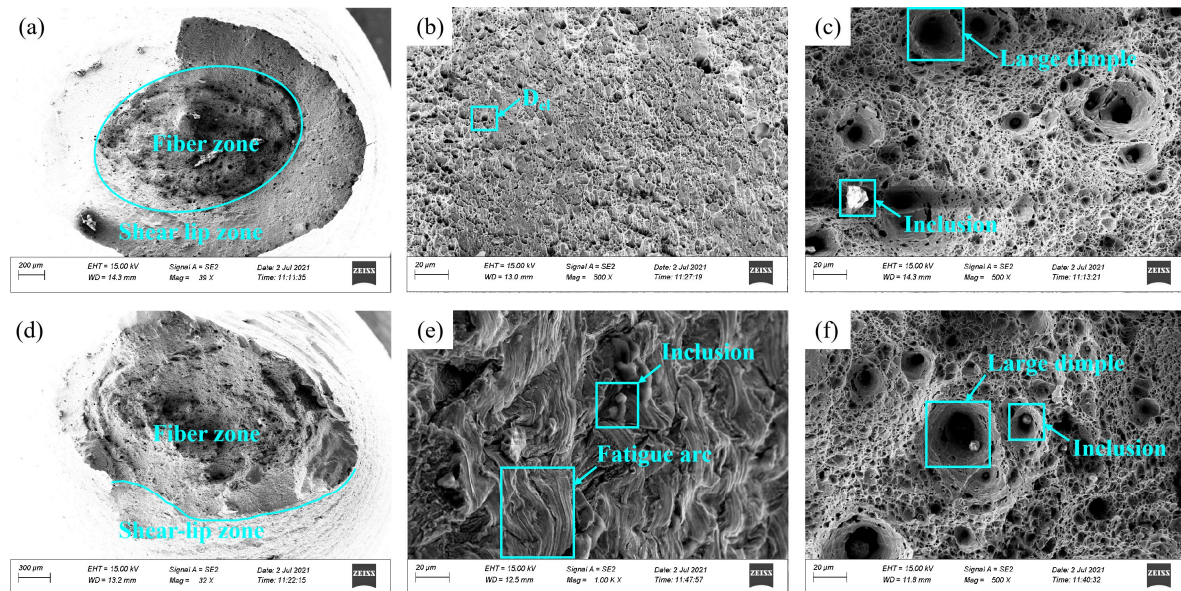 (a)
Fiber zone
Shear lip zone
200 μm
EHT = 15.00 kV
WD = 14.3 mm
Signal A = SE2
Mag = 39 X
Date: 2 Jul 2021
Time: 11:11:35
ZEISS
(b)
20 μm
EHT = 15.00 kV
WD = 13.0 mm
Signal A = SE2
Mag = 500 X
Date: 2 Jul 2021
Time: 11:27:19
ZEISS
(c)
Large dimple
Inclusion
20 μm
EHT = 15.00 kV
WD = 14.3 mm
Signal A = SE2
Mag = 500 X
Date: 2 Jul 2021
Time: 11:13:21
ZEISS
(d)
Fiber zone
Shear-lip zone
300 μm
EHT = 15.00 kV
WD = 13.2 mm
Signal A = SE2
Mag = 32 X
Date: 2 Jul 2021
Time: 11:22:15
ZEISS
(e)
Inclusion
Fatigue arc
20 μm
EHT = 15.00 kV
WD = 12.5 mm
Signal A = SE2
Mag = 1.00 K X
Date: 2 Jul 2021
Time: 11:47:57
ZEISS
(f)
Large dimple
Inclusion
20 μm
EHT = 15.00 kV
WD = 11.8 mm
Signal A = SE2
Mag = 500 X
Date: 2 Jul 2021
Time: 11:40:32
ZEISS